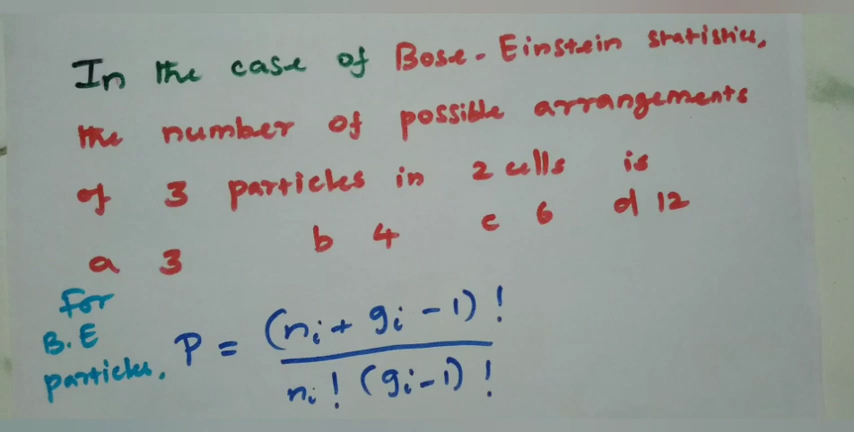 In the case of Bose-Einstein statistics,
the number of possible arrangements
of 3 particles in 2 cells is
a 3 b 4 c 6 d 12
For
B.E
particles, P = (ni + gi - 1)! / ni! (gi-1)!